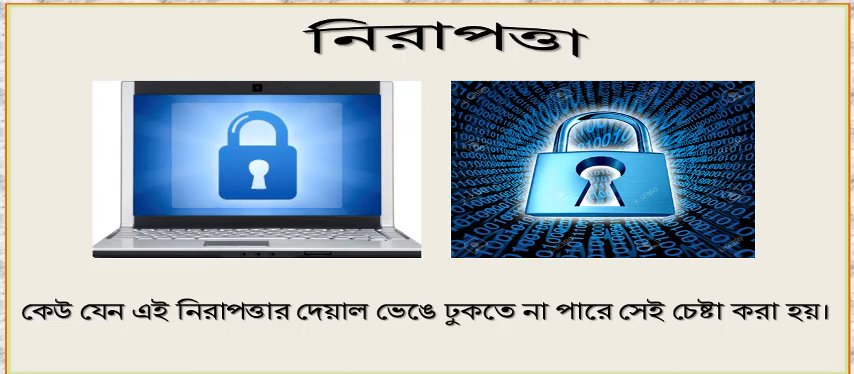 নিরাপত্তা
কেউ যেন এই নিরাপত্তার দেয়াল ভেঙে ঢুকতে না পারে সেই চেষ্টা করা হয়।